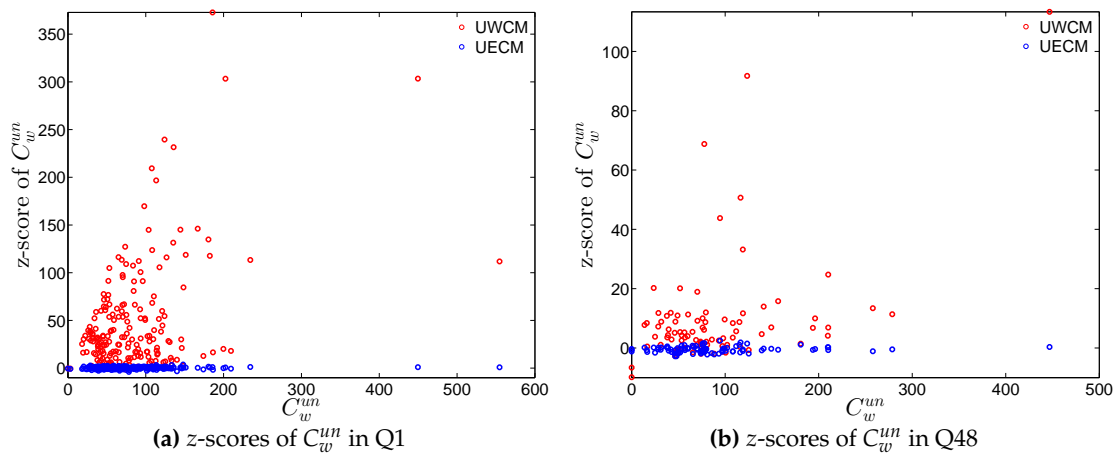 350
300
250
200
150
100
50
0
z-score of C_w^{un}
0 100 200 300 400 500 600
C_w^{un}
UWCM
UECM
(a) z-scores of C_w^{un} in Q1
100
80
60
40
20
0
z-score of C_w^{un}
0 100 200 300 400 500
C_w^{un}
UWCM
UECM
(b) z-scores of C_w^{un} in Q48